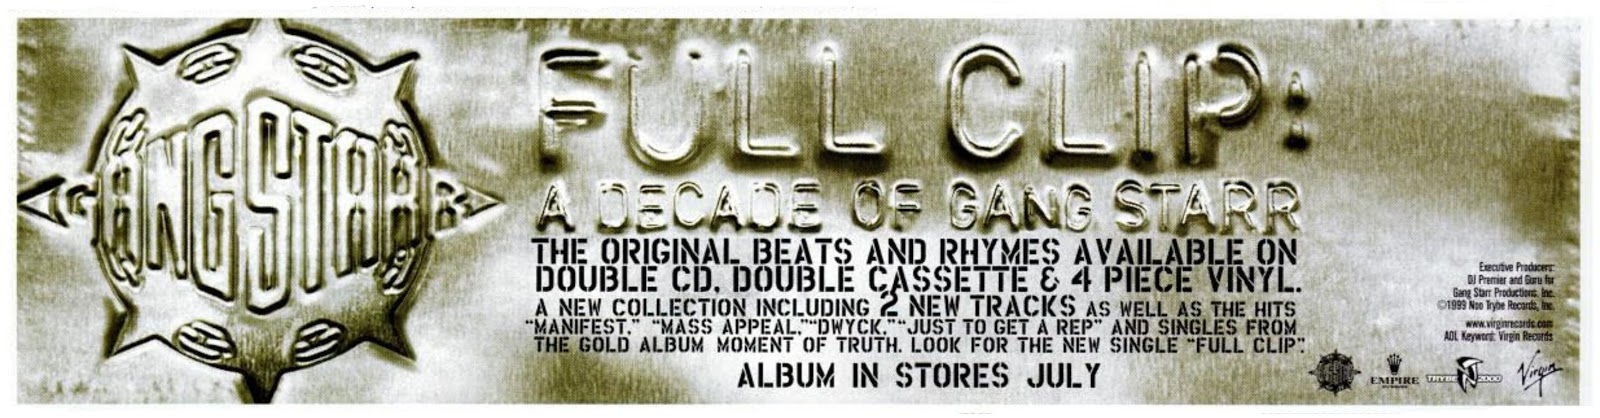 GANGSTARR
FULL CLIP:
A DECADE OF GANG STARR
THE ORIGINAL BEATS AND RHYMES AVAILABLE ON
DOUBLE CD, DOUBLE CASSETTE & 4 PIECE VINYL.
A NEW COLLECTION INCLUDING 2 NEW TRACKS AS WELL AS THE HITS
"MANIFEST," "MASS APPEAL," "DWYCK," "JUST TO GET A REP" AND SINGLES FROM
THE GOLD ALBUM MOMENT OF TRUTH. LOOK FOR THE NEW SINGLE "FULL CLIP".
ALBUM IN STORES JULY
Executive Producers:
DJ Premier and Guru for
Gang Starr Productions, Inc.
©1999 Noo Trybe Records, Inc.
www.virginrecords.com
AOL Keyword: Virgin Records
EMPIRE
TRYBE 2000
Virgin